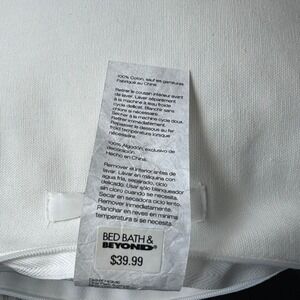 100% Coton, sauf les garnitures
Fabriqué au Chine
Retirer le coussin intérieur avant
de laver. Laver séparément
à la machine à l'eau froide
cycle délicat. Blanchir sans
chlore si nécessaire.
Sécher à la machine cycle doux.
Retirer immédiatement.
Repasser le dessous au fer
froid température lorsque
nécessaire.
100% Algodón, exclusivo de
decoración.
Hecho en China.
Remover el interior antes de
lavar. Lavar en máquina con
agua fría, separado, ciclo
delicado. Usar sólo blanqueador
sin cloro cuando se necesita.
Secar en secadora ciclo lento.
Remover inmediatamente.
Planchar en revés en mínima
temperatura si se necesita.
BED BATH &
BEYOND
$39.99